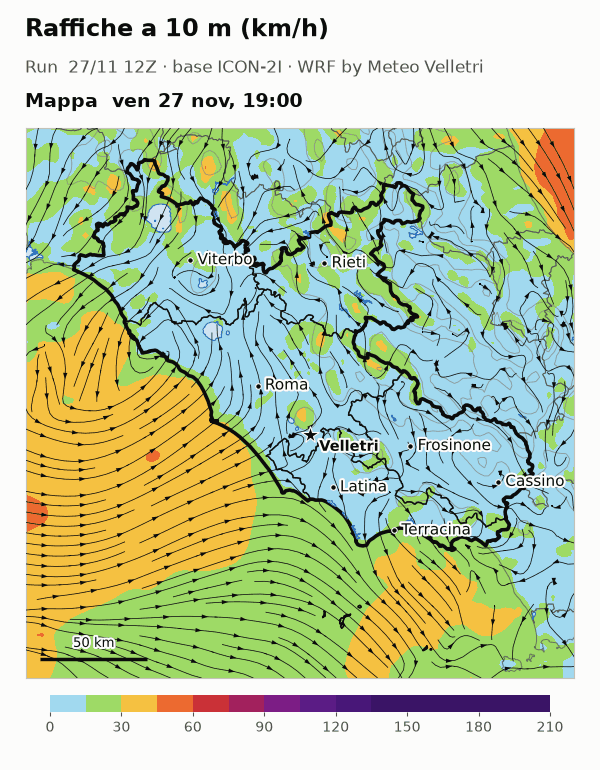 Raffiche a 10 m (km/h)
Run 27/11 12Z · base ICON-2I · WRF by Meteo Velletri
Mappa ven 27 nov, 19:00
Viterbo
Rieti
Roma
Velletri
Frosinone
Latina
Cassino
Terracina
50 km
0 30 60 90 120 150 180 210